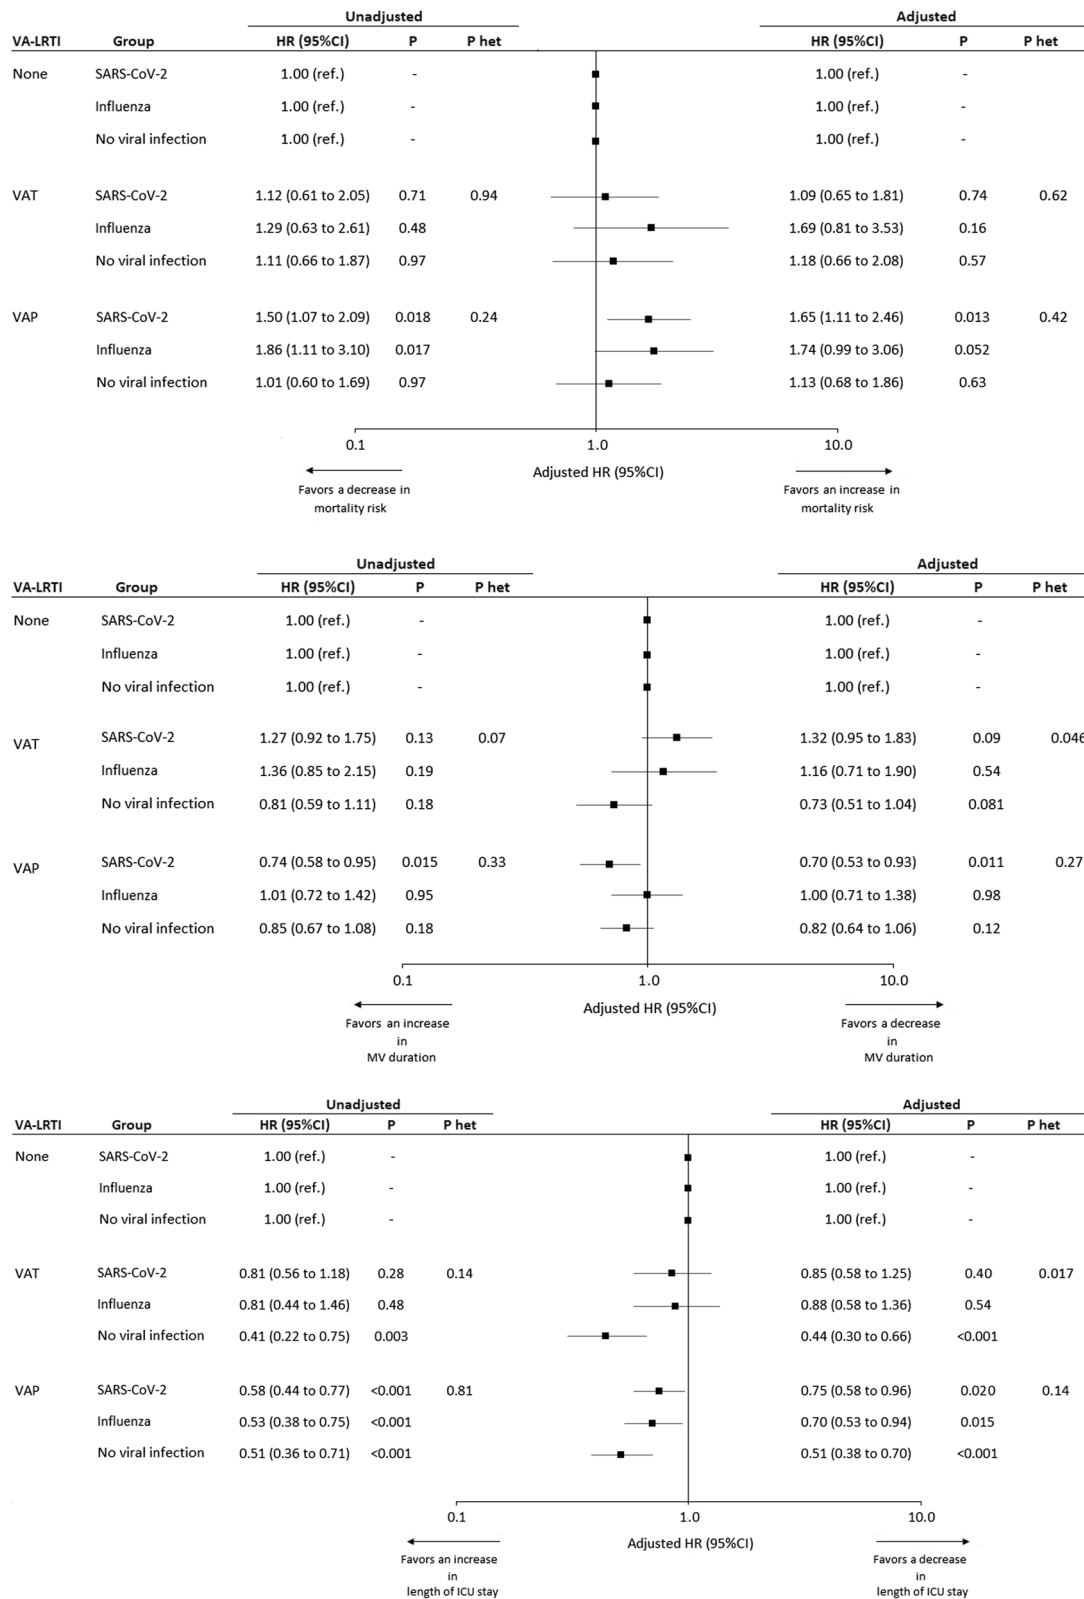 Unadjusted Adjusted
VA-LRTI Group HR (95%CI) P P het HR (95%CI) P P het
None SARS-CoV-2 1.00 (ref.) - 1.00 (ref.) -
Influenza 1.00 (ref.) - 1.00 (ref.) -
No viral infection 1.00 (ref.) - 1.00 (ref.) -
VAT SARS-CoV-2 1.12 (0.61 to 2.05) 0.71 0.94 1.09 (0.65 to 1.81) 0.74 0.62
Influenza 1.29 (0.63 to 2.61) 0.48 1.69 (0.81 to 3.53) 0.16
No viral infection 1.11 (0.66 to 1.87) 0.97 1.18 (0.66 to 2.08) 0.57
VAP SARS-CoV-2 1.50 (1.07 to 2.09) 0.018 0.24 1.65 (1.11 to 2.46) 0.013 0.42
Influenza 1.86 (1.11 to 3.10) 0.017 1.74 (0.99 to 3.06) 0.052
No viral infection 1.01 (0.60 to 1.69) 0.97 1.13 (0.68 to 1.86) 0.63
0.1 1.0 10.0
Adjusted HR (95%CI)
Favors a decrease in Favors an increase in
mortality risk mortality risk
Unadjusted Adjusted
VA-LRTI Group HR (95%CI) P P het HR (95%CI) P P het
None SARS-CoV-2 1.00 (ref.) - 1.00 (ref.) -
Influenza 1.00 (ref.) - 1.00 (ref.) -
No viral infection 1.00 (ref.) - 1.00 (ref.) -
VAT SARS-CoV-2 1.27 (0.92 to 1.75) 0.13 0.07 1.32 (0.95 to 1.83) 0.09 0.046
Influenza 1.36 (0.85 to 2.15) 0.19 1.16 (0.71 to 1.90) 0.54
No viral infection 0.81 (0.59 to 1.11) 0.18 0.73 (0.51 to 1.04) 0.081
VAP SARS-CoV-2 0.74 (0.58 to 0.95) 0.015 0.33 0.70 (0.53 to 0.93) 0.011 0.27
Influenza 1.01 (0.72 to 1.42) 0.95 1.00 (0.71 to 1.38) 0.98
No viral infection 0.85 (0.67 to 1.08) 0.18 0.82 (0.64 to 1.06) 0.12
0.1 1.0 10.0
Adjusted HR (95%CI)
Favors an increase Favors a decrease
in in
MV duration MV duration
Unadjusted Adjusted
VA-LRTI Group HR (95%CI) P P het HR (95%CI) P P het
None SARS-CoV-2 1.00 (ref.) - 1.00 (ref.) -
Influenza 1.00 (ref.) - 1.00 (ref.) -
No viral infection 1.00 (ref.) - 1.00 (ref.) -
VAT SARS-CoV-2 0.81 (0.56 to 1.18) 0.28 0.14 0.85 (0.58 to 1.25) 0.40 0.017
Influenza 0.81 (0.44 to 1.46) 0.48 0.88 (0.58 to 1.36) 0.54
No viral infection 0.41 (0.22 to 0.75) 0.003 0.44 (0.30 to 0.66) <0.001
VAP SARS-CoV-2 0.58 (0.44 to 0.77) <0.001 0.81 0.75 (0.58 to 0.96) 0.020 0.14
Influenza 0.53 (0.38 to 0.75) <0.001 0.70 (0.53 to 0.94) 0.015
No viral infection 0.51 (0.36 to 0.71) <0.001 0.51 (0.38 to 0.70) <0.001
0.1 1.0 10.0
Adjusted HR (95%CI)
Favors an increase Favors a decrease
in in
length of ICU stay length of ICU stay